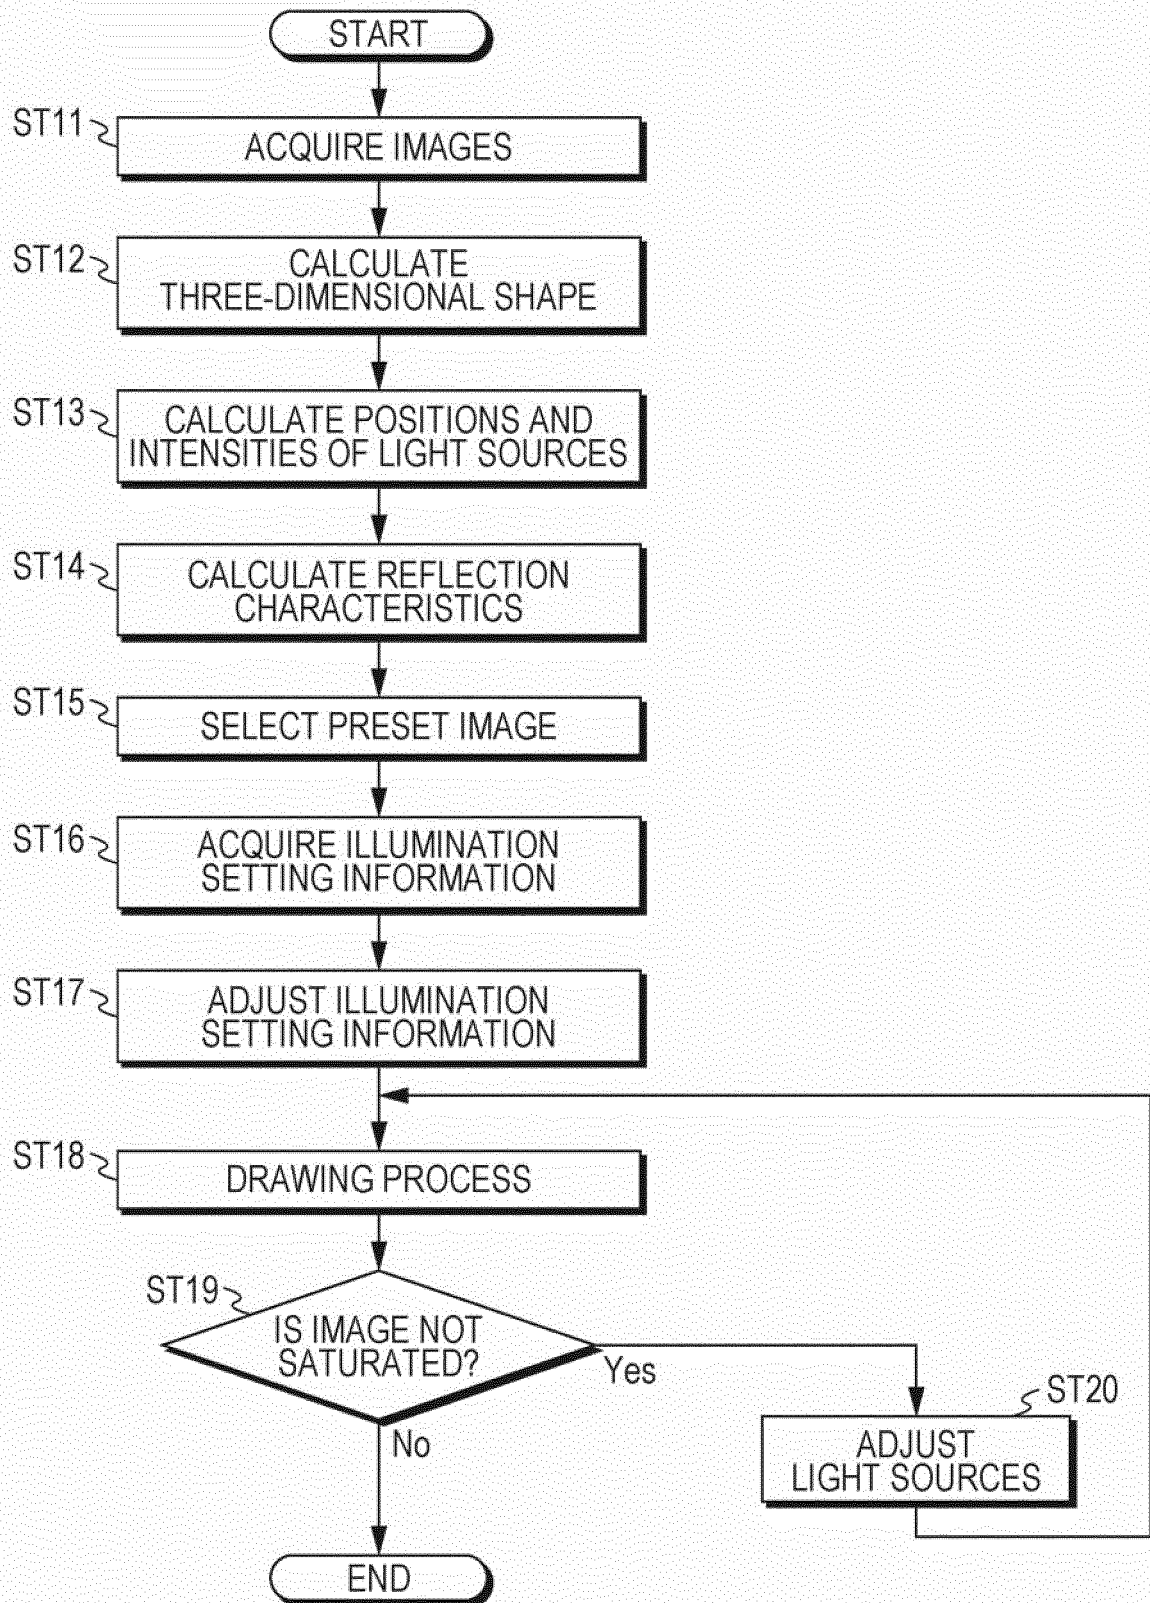 START
ST11
ACQUIRE IMAGES
ST12
CALCULATE
THREE-DIMENSIONAL SHAPE
ST13
CALCULATE POSITIONS AND
INTENSITIES OF LIGHT SOURCES
ST14
CALCULATE REFLECTION
CHARACTERISTICS
ST15
SELECT PRESET IMAGE
ST16
ACQUIRE ILLUMINATION
SETTING INFORMATION
ST17
ADJUST ILLUMINATION
SETTING INFORMATION
ST18
DRAWING PROCESS
ST19
IS IMAGE NOT
SATURATED?
Yes
No
ST20
ADJUST
LIGHT SOURCES
END